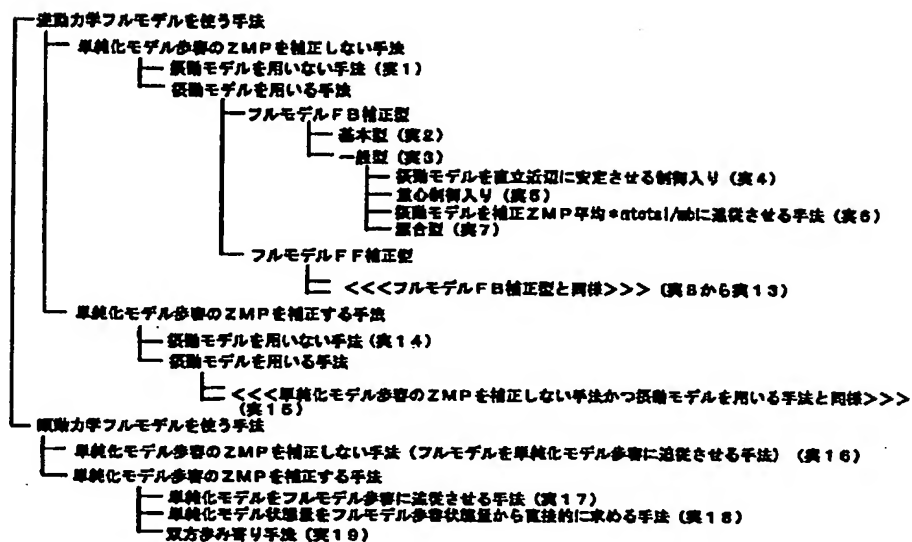 逆動力学フルモデルを使う手法
単純化モデル歩容のZMPを補正しない手法
摂動モデルを用いない手法(実1)
摂動モデルを用いる手法
フルモデルFB補正型
基本型(実2)
一般型(実3)
摂動モデルを直立近辺に安定させる制御入り(実4)
重心制御入り(実5)
摂動モデルを補正ZMP平均*mtotal/mbに追従させる手法(実6)
複合型(実7)
フルモデルFF補正型
<<<フルモデルFB補正型と同様>>>(実8から実13)
単純化モデル歩容のZMPを補正する手法
摂動モデルを用いない手法(実14)
摂動モデルを用いる手法
<<<単純化モデル歩容のZMPを補正しない手法かつ摂動モデルを用いる手法と同様>>>
(実15)
順動力学フルモデルを使う手法
単純化モデル歩容のZMPを補正しない手法(フルモデルを単純化モデル歩容に追従させる手法)(実16)
単純化モデル歩容のZMPを補正する手法
単純化モデルをフルモデル歩容に追従させる手法(実17)
単純化モデル状態量をフルモデル歩容状態量から直接的に求める手法(実18)
双方歩み寄り手法(実19)